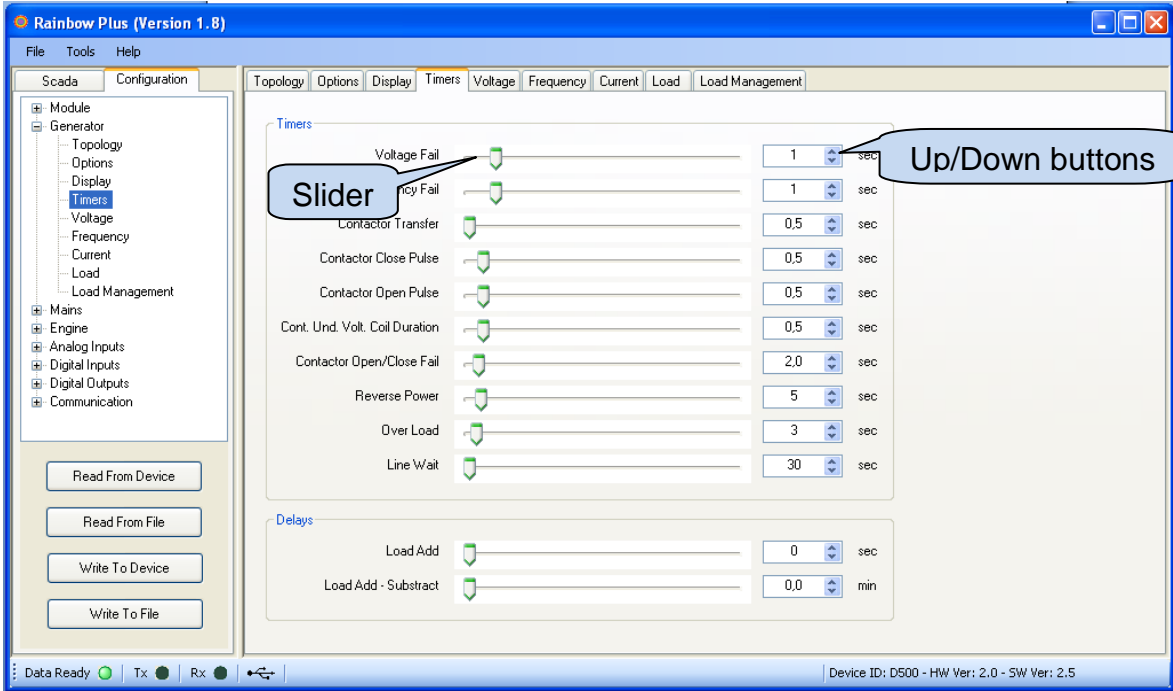 Rainbow Plus (Version 1.8)
File Tools Help
Scada Configuration
Module
Generator
Topology
Options
Display
Timers
Voltage
Frequency
Current
Load
Load Management
Mains
Engine
Analog Inputs
Digital Inputs
Digital Outputs
Communication
Read From Device
Read From File
Write To Device
Write To File
Topology Options Display Timers Voltage Frequency Current Load Load Management
Timers
Voltage Fail 1 sec
Slider
Up/Down buttons
ncy Fail 1 sec
Contactor Transfer 0,5 sec
Contactor Close Pulse 0,5 sec
Contactor Open Pulse 0,5 sec
Cont. Und. Volt. Coil Duration 0,5 sec
Contactor Open/Close Fail 2,0 sec
Reverse Power 5 sec
Over Load 3 sec
Line Wait 30 sec
Delays
Load Add 0 sec
Load Add - Substract 0,0 min
Data Ready Tx Rx
Device ID: D500 - HW Ver: 2.0 - SW Ver: 2.5